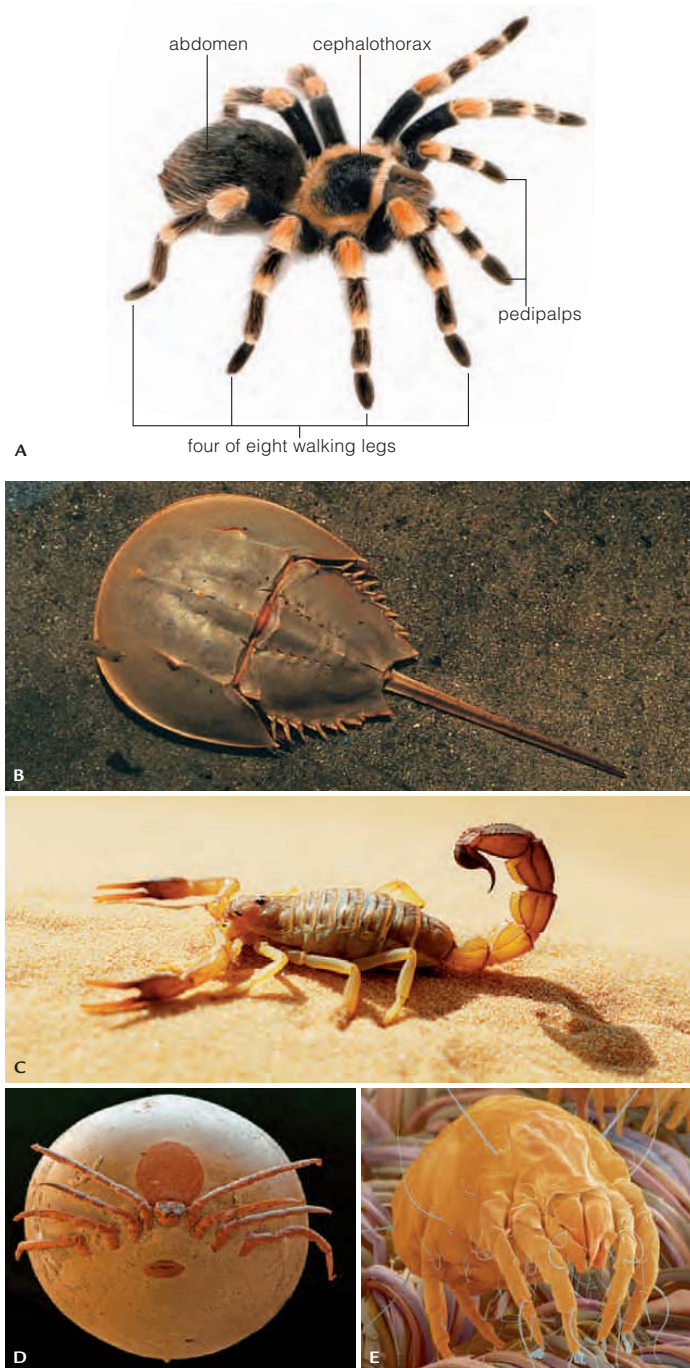 abdomen cephalothorax
pedipalps
four of eight walking legs
A
B
C
D E